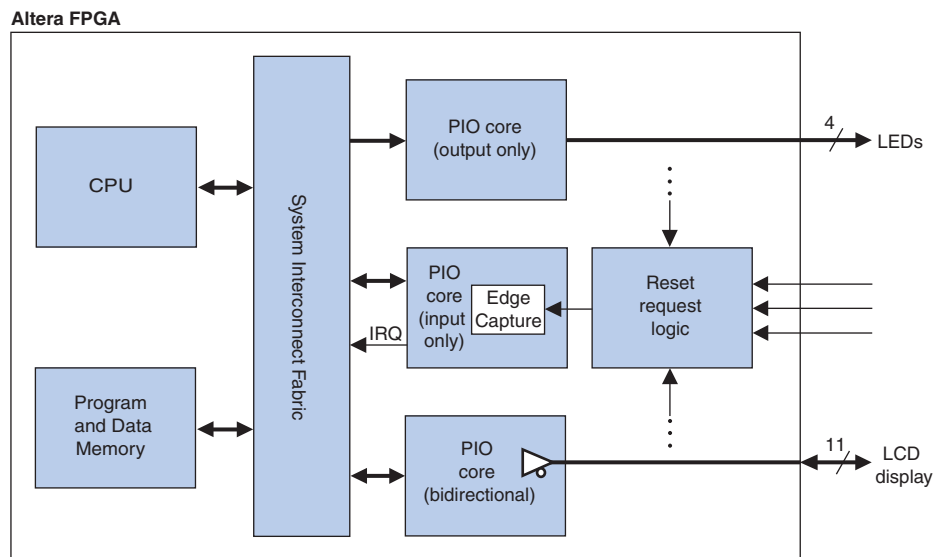 Altera FPGA
CPU
Program
and Data
Memory
System Interconnect Fabric
PIO core
(output only)
4
LEDs
PIO
core
(input
only)
Edge
Capture
IRQ
Reset
request
logic
PIO
core
(bidirectional)
11
LCD
display